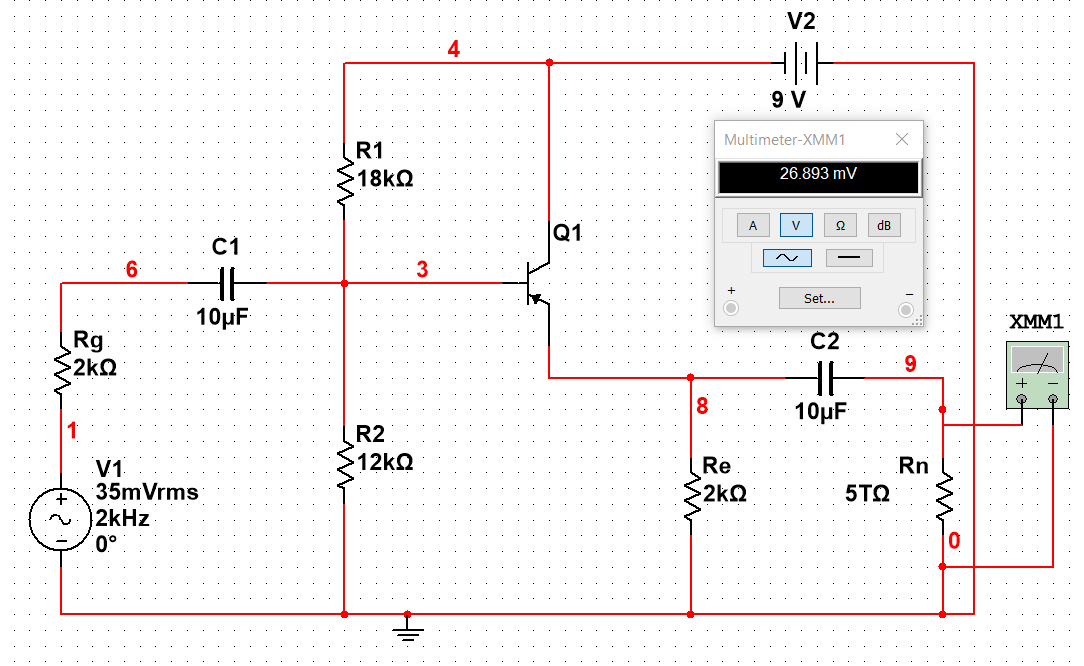 V2
4
9 V
Multimeter-XMM1
26.893 mV
A
V
Ω
dB
Set...
+
−
R1
18kΩ
Q1
C1
6
3
10µF
XMM1
+ −
C2
9
10µF
Rg
2kΩ
8
1
R2
12kΩ
V1
35mVrms
2kHz
0°
+
−
Re
2kΩ
Rn
5TΩ
0